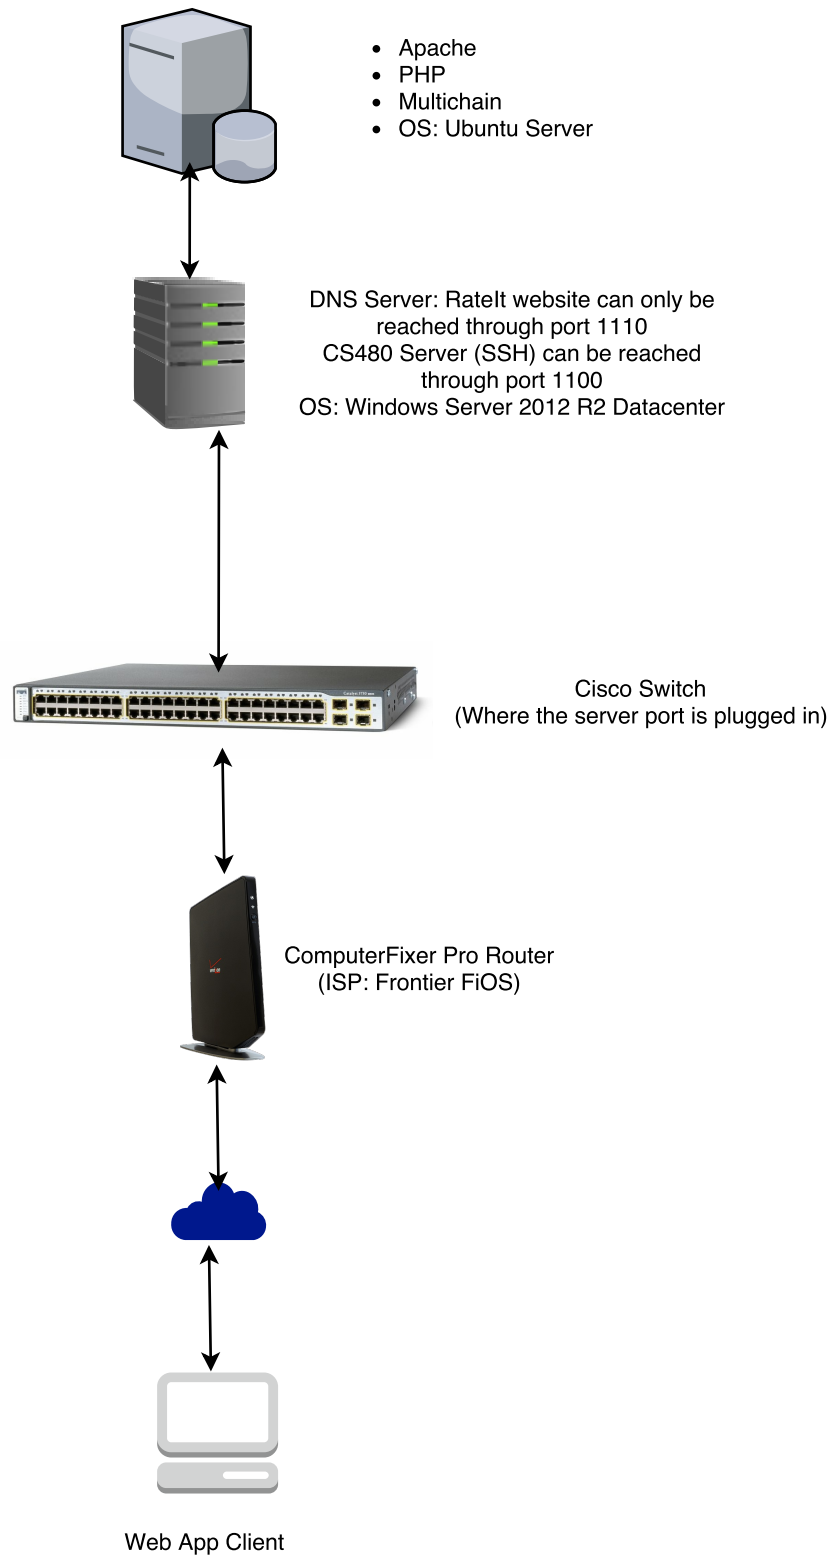 • Apache
• PHP
• Multichain
• OS: Ubuntu Server
DNS Server: RateIt website can only be
reached through port 1110
CS480 Server (SSH) can be reached
through port 1100
OS: Windows Server 2012 R2 Datacenter
Cisco Switch
(Where the server port is plugged in)
ComputerFixer Pro Router
(ISP: Frontier FiOS)
Web App Client